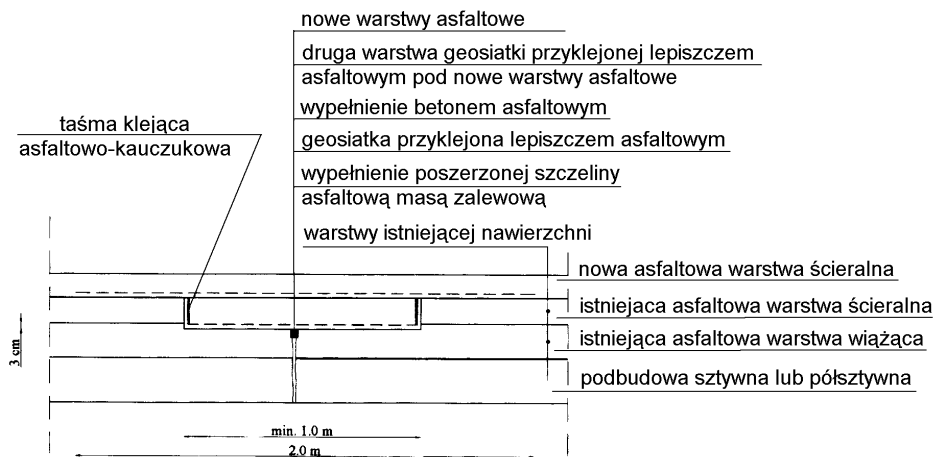 nowe warstwy asfaltowe
druga warstwa geosiatki przyklejonej lepiszczem
asfaltowym pod nowe warstwy asfaltowe
wypełnienie betonem asfaltowym
taśma klejąca
asfaltowo-kauczukowa
geosiatka przyklejona lepiszczem asfaltowym
wypełnienie poszerzonej szczeliny
asfaltową masą zalewową
warstwy istniejącej nawierzchni
nowa asfaltowa warstwa ścieralna
istniejaca asfaltowa warstwa ścieralna
istniejąca asfaltowa warstwa wiążąca
3 cm
podbudowa sztywna lub półsztywna
min. 1.0 m
2.0 m